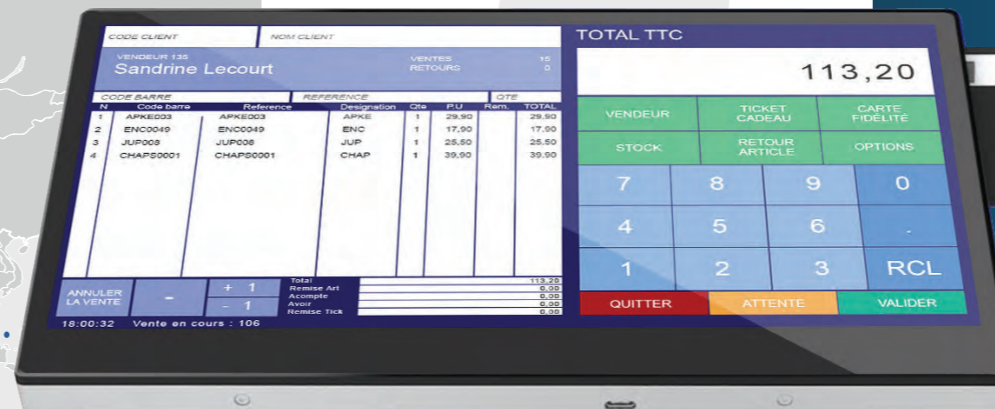 CODE CLIENT NOM CLIENT
VENDEUR 135
Sandrine Lecourt
VENTES 15
RETOURS 0
CODE BARRE REFERENCE QTE
N Code barre Reference Designation Qte P.U Rem. TOTAL
1 APKE003 APKE003 APKE 1 29,90 29,90
2 ENC0049 ENC0049 ENC 1 17,90 17,90
3 JUP008 JUP008 JUP 1 25,50 25,50
4 CHAPS0001 CHAPS0001 CHAP 1 39,90 39,90
ANNULER
LA VENTE
-
+ 1
- 1
Total 113,20
Remise Art 0,00
Acompte 0,00
Avoir 0,00
Remise Tick 0,00
18:00:32 Vente en cours : 106
TOTAL TTC
113,20
VENDEUR
TICKET
CADEAU
CARTE
FIDÉLITÉ
STOCK
RETOUR
ARTICLE
OPTIONS
7 8 9 0
4 5 6 .
1 2 3 RCL
QUITTER ATTENTE VALIDER